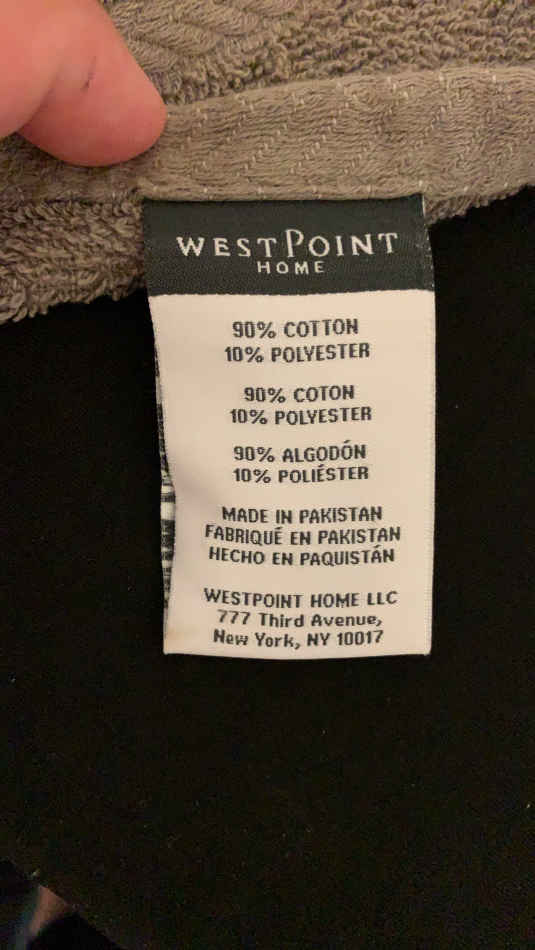 WESTPOINT
HOME
90% COTTON
10% POLYESTER
90% COTON
10% POLYESTER
90% ALGODÓN
10% POLIÉSTER
MADE IN PAKISTAN
FABRIQUÉ EN PAKISTAN
HECHO EN PAQUISTÁN
WESTPOINT HOME LLC
777 Third Avenue,
New York, NY 10017